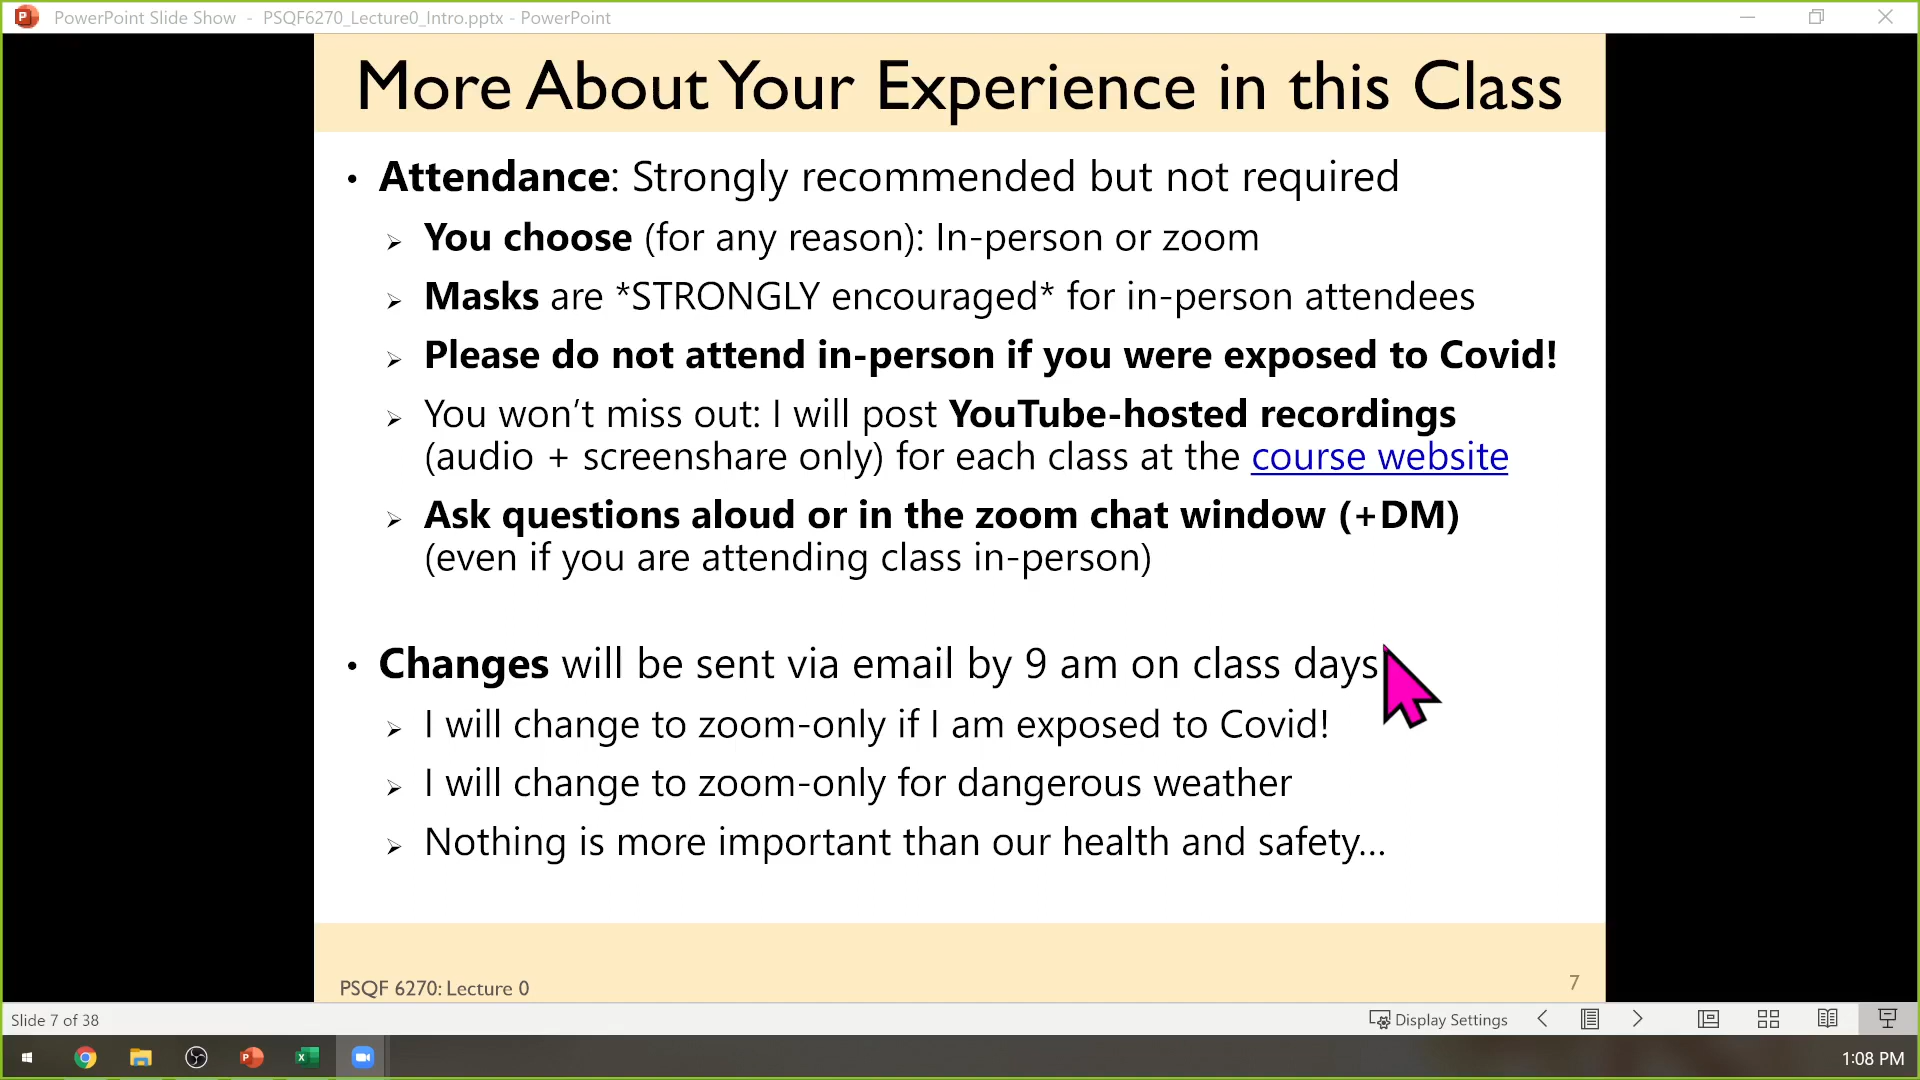 PowerPoint Slide Show - PSQF6270_Lecture0_Intro.pptx - PowerPoint
More About Your Experience in this Class
• Attendance: Strongly recommended but not required
➢ You choose (for any reason): In-person or zoom
➢ Masks are *STRONGLY encouraged* for in-person attendees
➢ Please do not attend in-person if you were exposed to Covid!
➢ You won’t miss out: I will post YouTube-hosted recordings
(audio + screenshare only) for each class at the course website
➢ Ask questions aloud or in the zoom chat window (+DM)
(even if you are attending class in-person)
• Changes will be sent via email by 9 am on class days
➢ I will change to zoom-only if I am exposed to Covid!
➢ I will change to zoom-only for dangerous weather
➢ Nothing is more important than our health and safety…
PSQF 6270: Lecture 0
7
Slide 7 of 38
Display Settings
1:08 PM